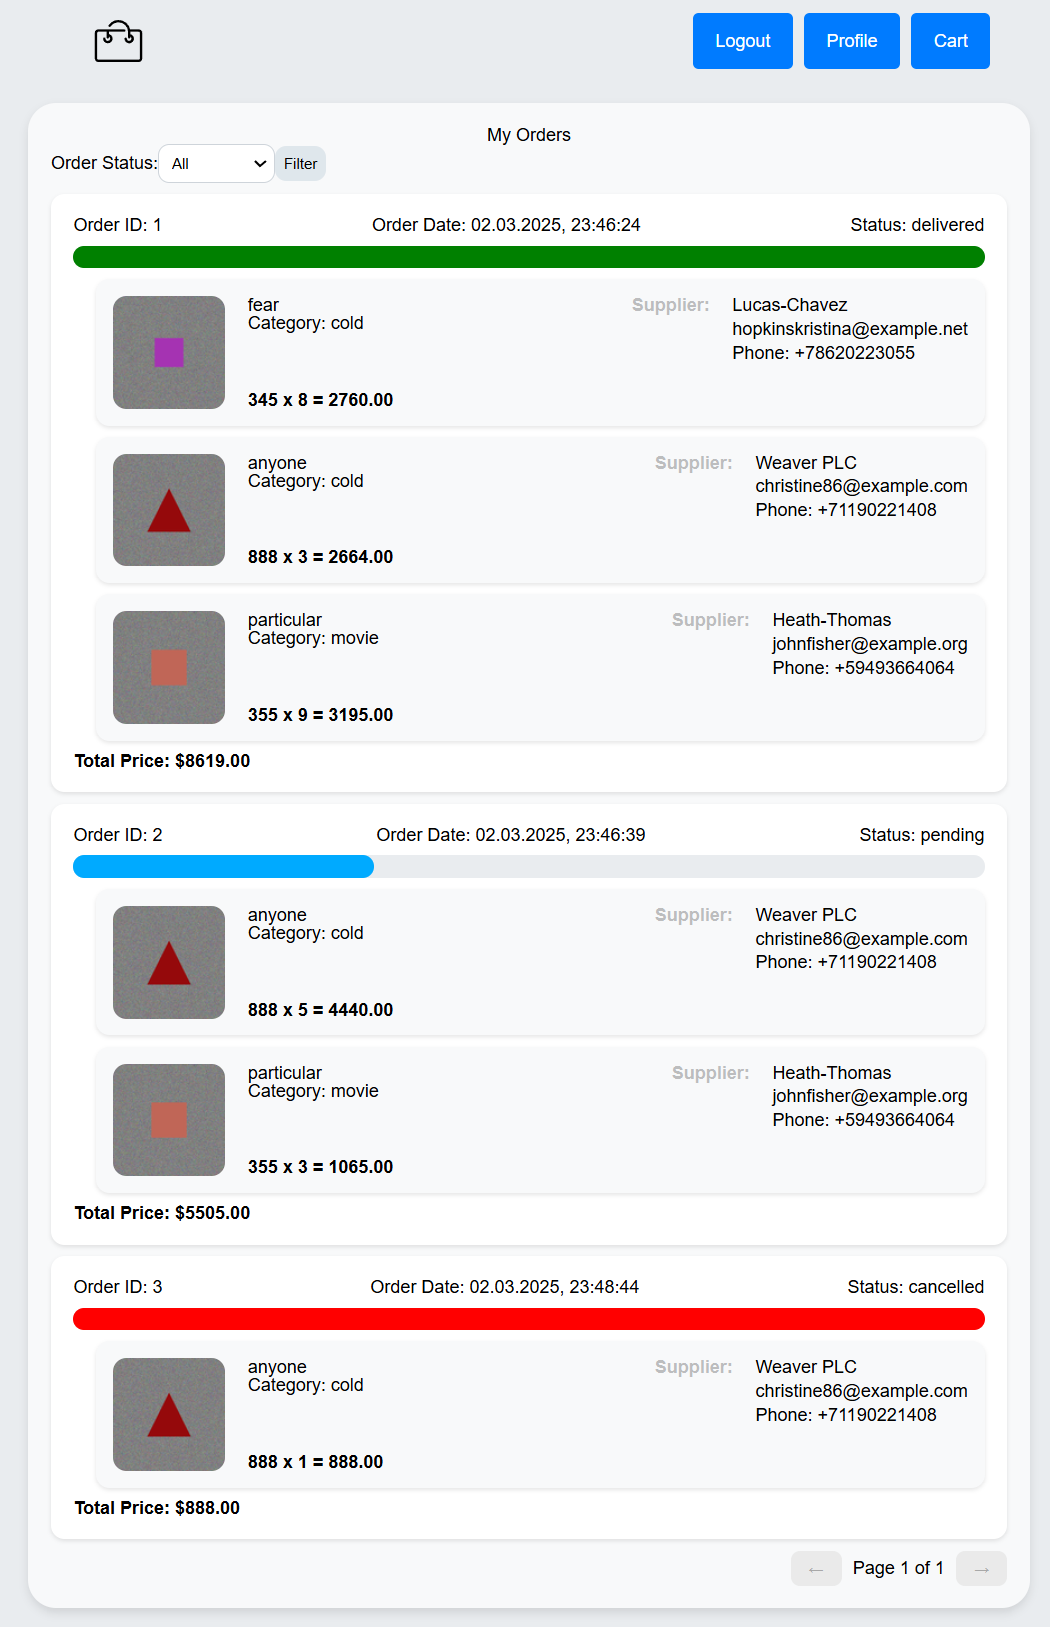 Logout Profile Cart
My Orders
Order Status: All Filter
Order ID: 1 Order Date: 02.03.2025, 23:46:24 Status: delivered
fear Supplier: Lucas-Chavez
Category: cold hopkinskristina@example.net
Phone: +78620223055
345 x 8 = 2760.00
anyone Supplier: Weaver PLC
Category: cold christine86@example.com
Phone: +71190221408
888 x 3 = 2664.00
particular Supplier: Heath-Thomas
Category: movie johnfisher@example.org
Phone: +59493664064
355 x 9 = 3195.00
Total Price: $8619.00
Order ID: 2 Order Date: 02.03.2025, 23:46:39 Status: pending
anyone Supplier: Weaver PLC
Category: cold christine86@example.com
Phone: +71190221408
888 x 5 = 4440.00
particular Supplier: Heath-Thomas
Category: movie johnfisher@example.org
Phone: +59493664064
355 x 3 = 1065.00
Total Price: $5505.00
Order ID: 3 Order Date: 02.03.2025, 23:48:44 Status: cancelled
anyone Supplier: Weaver PLC
Category: cold christine86@example.com
Phone: +71190221408
888 x 1 = 888.00
Total Price: $888.00
← Page 1 of 1 →